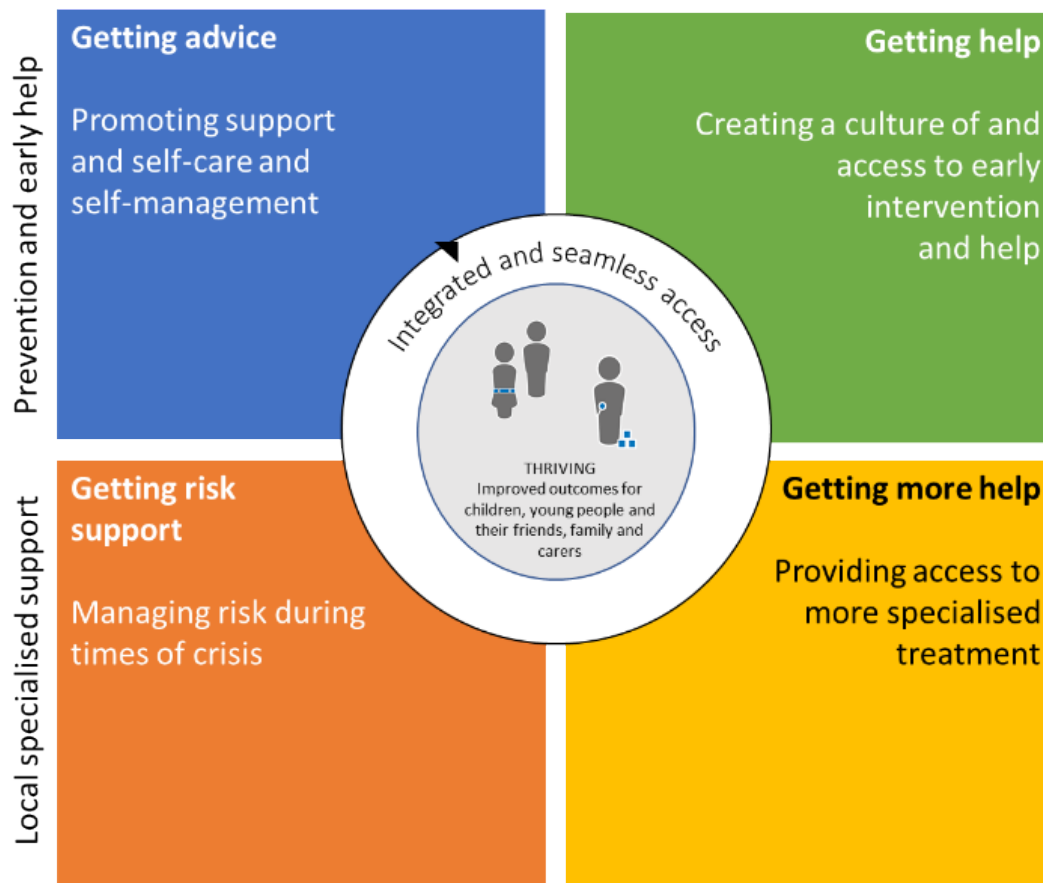 Prevention and early help
Getting advice
Promoting support
and self-care and
self-management
Getting help
Creating a culture of and
access to early
intervention
and help
Integrated and seamless access
THRIVING
Improved outcomes for
children, young people and
their friends, family and
carers
Local specialised support
Getting risk
support
Managing risk during
times of crisis
Getting more help
Providing access to
more specialised
treatment